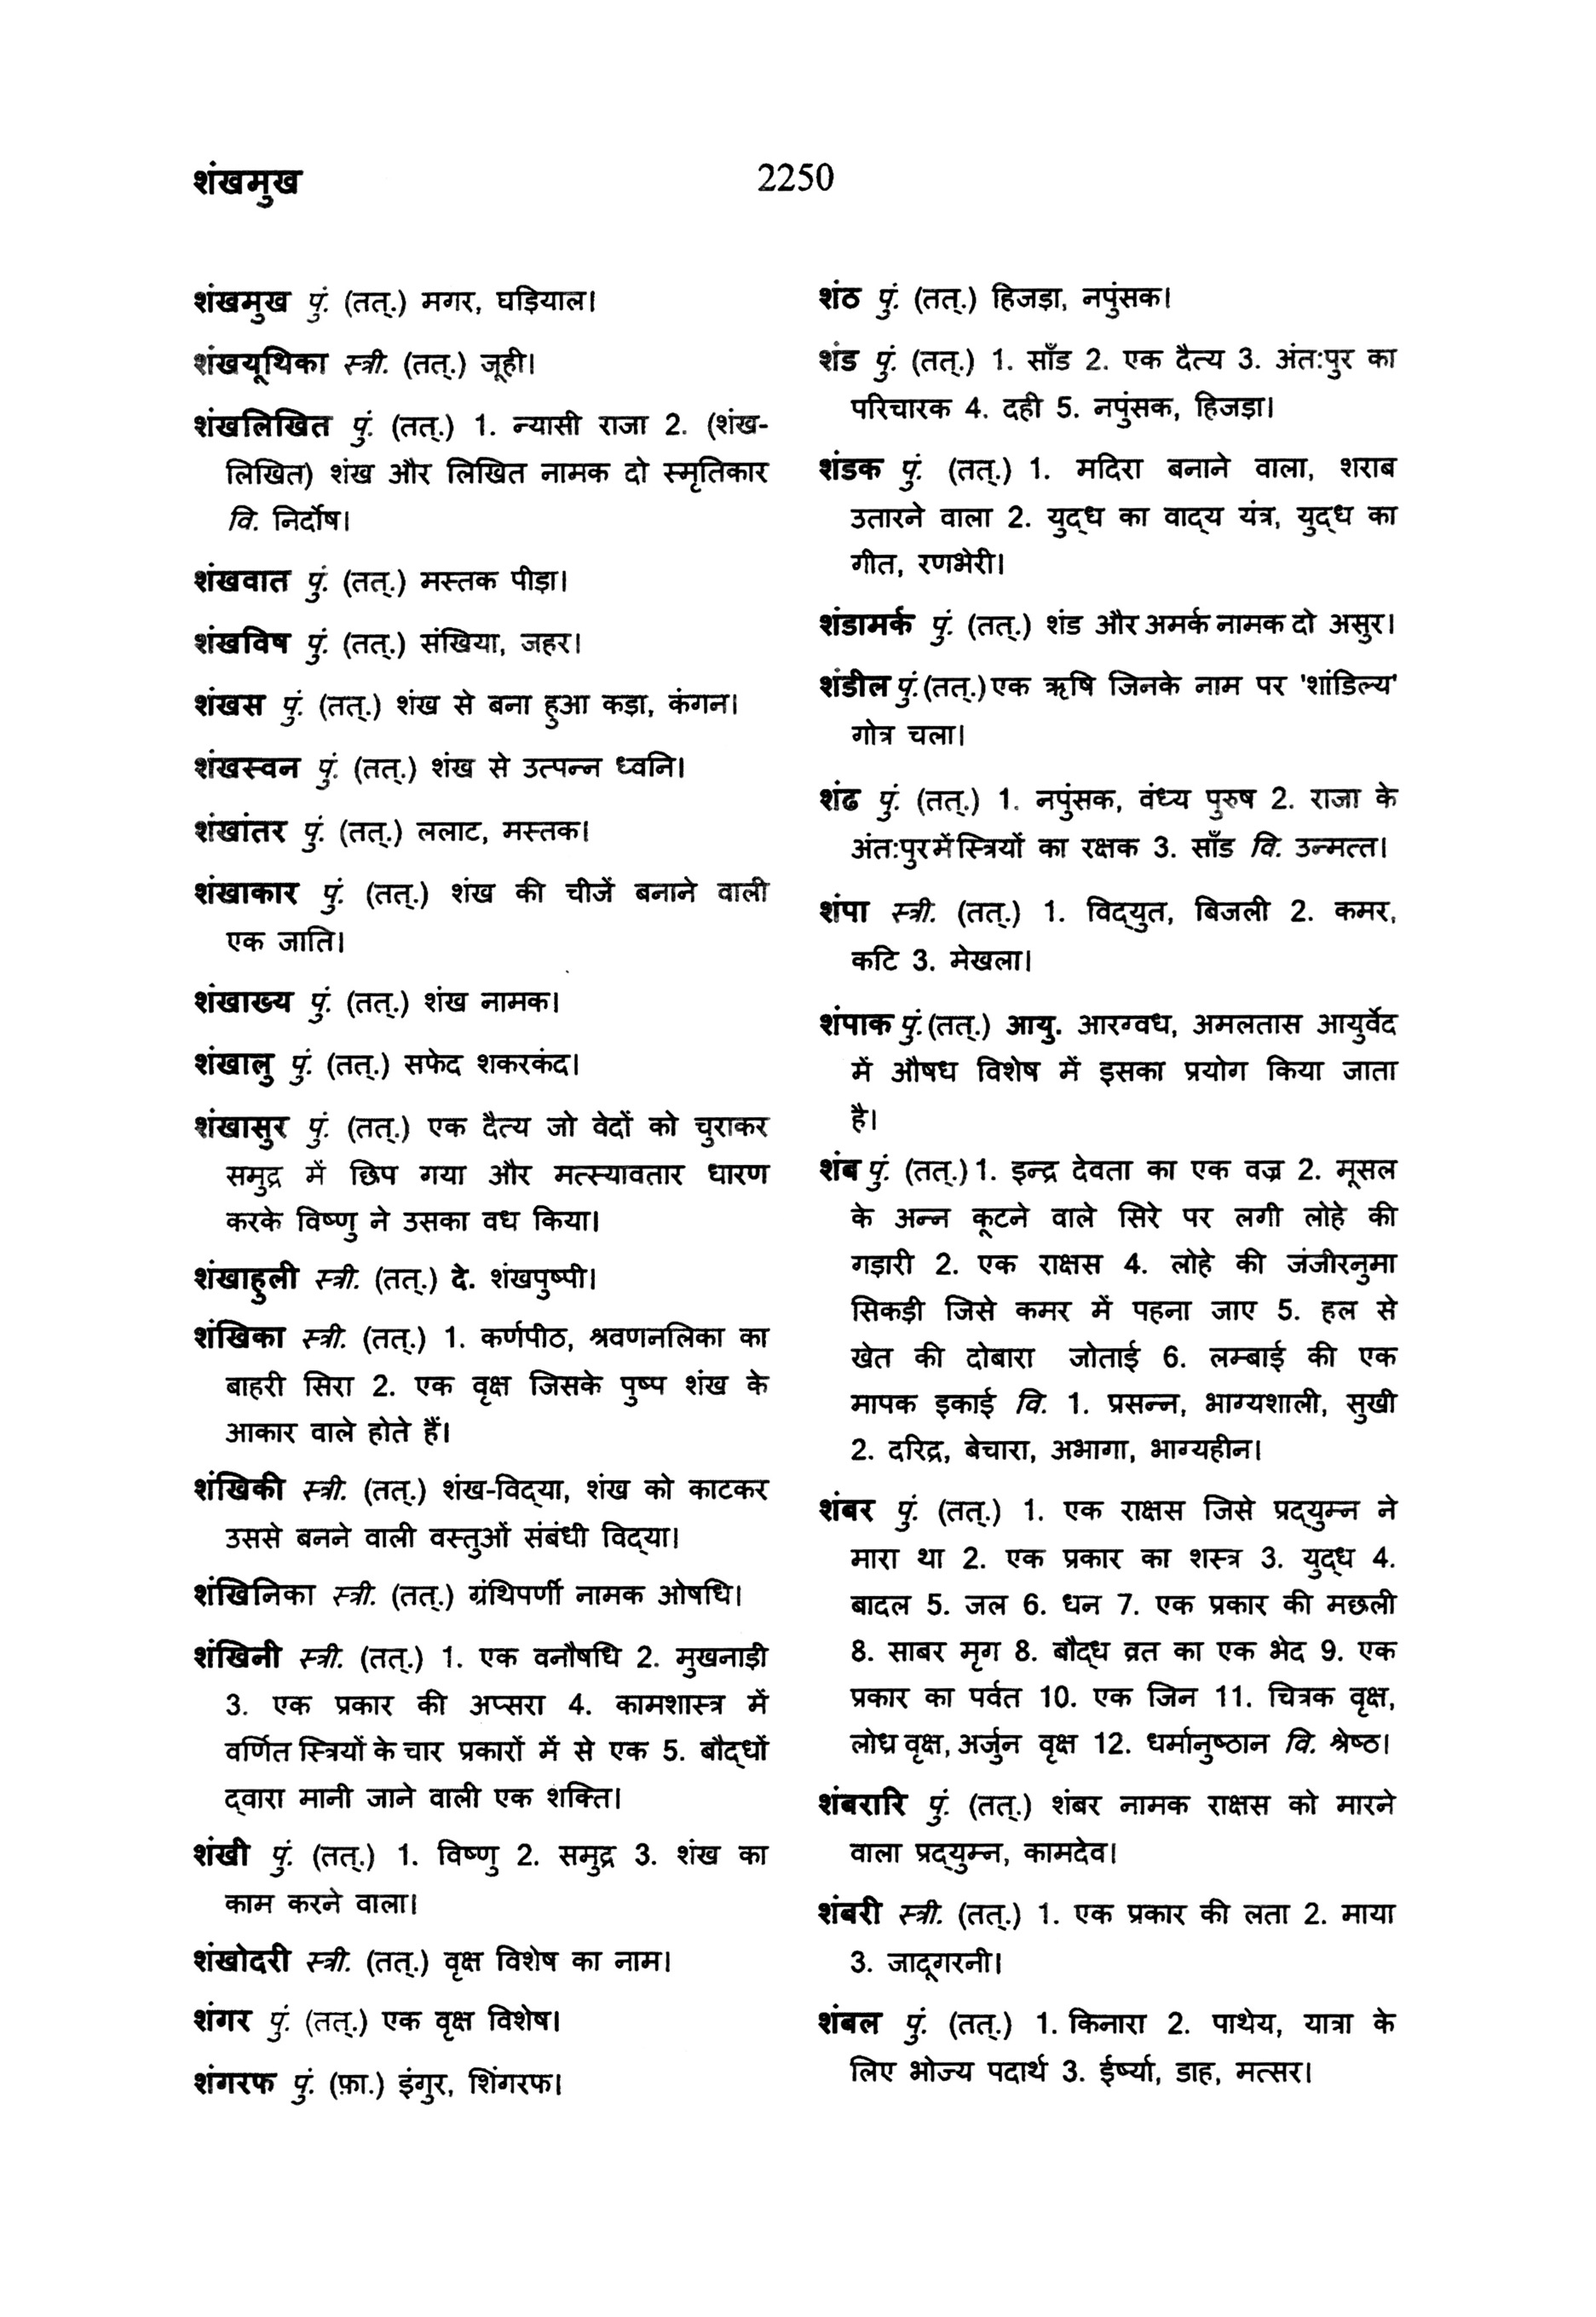 शंखमुख
2250
शंखमुख पुं. (तत्.) मगर, घड़ियाल।
शंखयूथिका स्त्री. (तत्.) जूही।
शंखलिखित पुं. (तत्.) 1. न्यासी राजा 2. (शंख-
लिखित) शंख और लिखित नामक दो स्मृतिकार
वि. निर्दोष।
शंखवात पुं. (तत्.) मस्तक पीड़ा।
शंखविष पुं. (तत्.) संखिया, जहर।
शंखस पुं. (तत्.) शंख से बना हुआ कड़ा, कंगन।
शंखस्वन पुं. (तत्.) शंख से उत्पन्न ध्वनि।
शंखांतर पुं. (तत्.) ललाट, मस्तक।
शंखाकार पुं. (तत्.) शंख की चीजें बनाने वाली
एक जाति।
शंखाख्य पुं. (तत्.) शंख नामक।
शंखालु पुं. (तत्.) सफेद शकरकंद।
शंखासुर पुं. (तत्.) एक दैत्य जो वेदों को चुराकर
समुद्र में छिप गया और मत्स्यावतार धारण
करके विष्णु ने उसका वध किया।
शंखाहुली स्त्री. (तत्.) दे. शंखपुष्पी।
शंखिका स्त्री. (तत्.) 1. कर्णपीठ, श्रवणनलिका का
बाहरी सिरा 2. एक वृक्ष जिसके पुष्प शंख के
आकार वाले होते हैं।
शंखिकी स्त्री. (तत्.) शंख-विद्‌या, शंख को काटकर
उससे बनने वाली वस्तुओं संबंधी विद्‌या।
शंखिनिका स्त्री. (तत्.) ग्रंथिपर्णी नामक ओषधि।
शंखिनी स्त्री. (तत्.) 1. एक वनौषधि 2. मुखनाड़ी
3. एक प्रकार की अप्सरा 4. कामशास्त्र में
वर्णित स्त्रियों के चार प्रकारों में से एक 5. बौद्‌धों
द्‌वारा मानी जाने वाली एक शक्ति।
शंखी पुं. (तत्.) 1. विष्णु 2. समुद्र 3. शंख का
काम करने वाला।
शंखोदरी स्त्री. (तत्.) वृक्ष विशेष का नाम।
शंगर पुं. (तत्.) एक वृक्ष विशेष।
शंगरफ पुं. (फ़ा.) इंगुर, शिंगरफ।
शंठ पुं. (तत्.) हिजड़ा, नपुंसक।
शंड पुं. (तत्.) 1. साँड 2. एक दैत्य 3. अंत:पुर का
परिचारक 4. दही 5. नपुंसक, हिजड़ा।
शंडक पुं. (तत्.) 1. मदिरा बनाने वाला, शराब
उतारने वाला 2. युद्‌ध का वाद्‌य यंत्र, युद्‌ध का
गीत, रणभेरी।
शंडामर्क पुं. (तत्.) शंड और अमर्क नामक दो असुर।
शंडील पुं. (तत्.) एक ऋषि जिनके नाम पर 'शांडिल्य'
गोत्र चला।
शंढ पुं. (तत्.) 1. नपुंसक, वंध्य पुरुष 2. राजा के
अंत:पुर में स्त्रियों का रक्षक 3. साँड वि. उन्मत्त।
शंपा स्त्री. (तत्.) 1. विद्‌युत, बिजली 2. कमर,
कटि 3. मेखला।
शंपाक पुं. (तत्.) आयु. आरग्वध, अमलतास आयुर्वेद
में औषध विशेष में इसका प्रयोग किया जाता
है।
शंब पुं. (तत्.) 1. इन्द्र देवता का एक वज्र 2. मूसल
के अन्न कूटने वाले सिरे पर लगी लोहे की
गड़ारी 2. एक राक्षस 4. लोहे की जंजीरनुमा
सिकड़ी जिसे कमर में पहना जाए 5. हल से
खेत की दोबारा जोताई 6. लम्बाई की एक
मापक इकाई वि. 1. प्रसन्न, भाग्यशाली, सुखी
2. दरिद्र, बेचारा, अभागा, भाग्यहीन।
शंबर पुं. (तत्.) 1. एक राक्षस जिसे प्रद्‌युम्न ने
मारा था 2. एक प्रकार का शस्त्र 3. युद्‌ध 4.
बादल 5. जल 6. धन 7. एक प्रकार की मछली
8. साबर मृग 8. बौद्‌ध व्रत का एक भेद 9. एक
प्रकार का पर्वत 10. एक जिन 11. चित्रक वृक्ष,
लोध्र वृक्ष, अर्जुन वृक्ष 12. धर्मानुष्ठान वि. श्रेष्ठ।
शंबरारि पुं. (तत्.) शंबर नामक राक्षस को मारने
वाला प्रद्‌युम्न, कामदेव।
शंबरी स्त्री. (तत्.) 1. एक प्रकार की लता 2. माया
3. जादूगरनी।
शंबल पुं. (तत्.) 1. किनारा 2. पाथेय, यात्रा के
लिए भोज्य पदार्थ 3. ईर्ष्या, डाह, मत्सर।